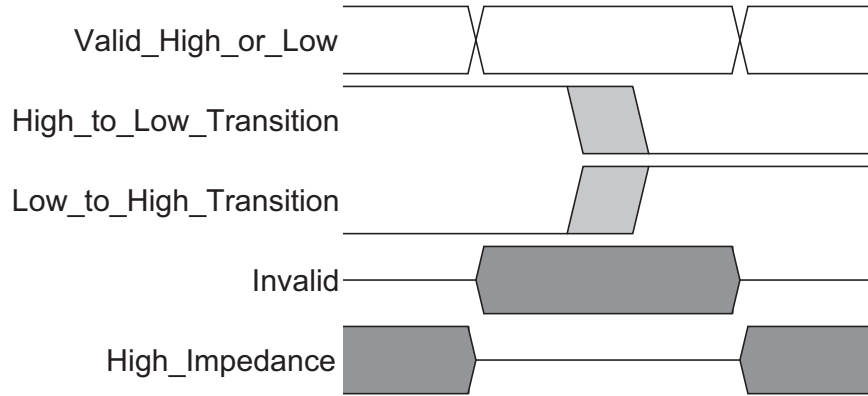 Valid_High_or_Low
High_to_Low_Transition
Low_to_High_Transition
Invalid
High_Impedance